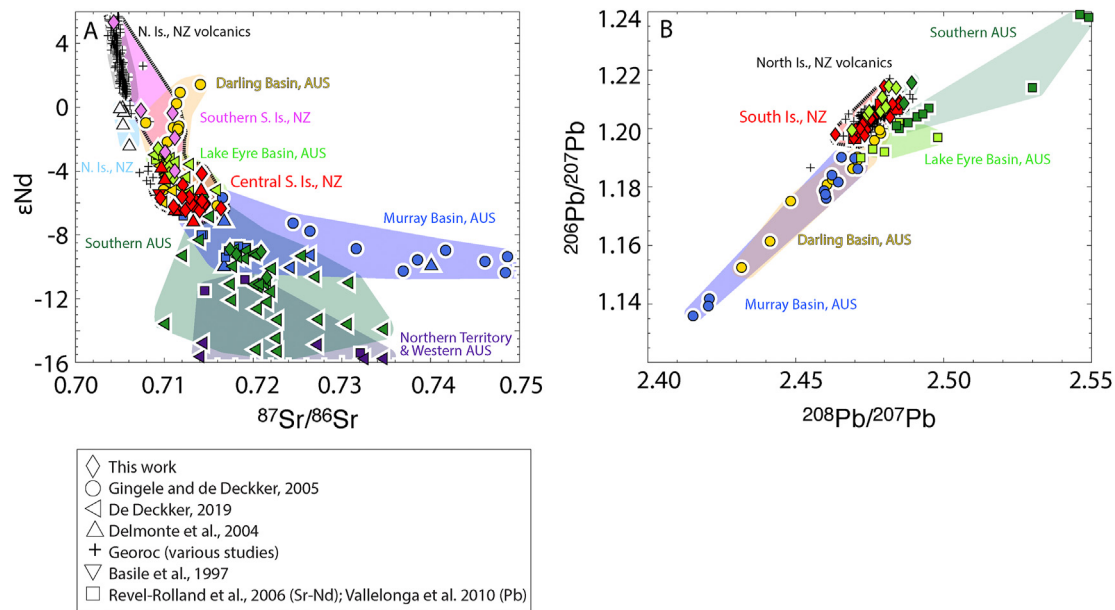 A
N. Is., NZ volcanics
Darling Basin, AUS
Southern S. Is., NZ
Lake Eyre Basin, AUS
N. Is., NZ
Central S. Is., NZ
Murray Basin, AUS
Southern AUS
Northern Territory
& Western AUS
εNd
4
0
-4
-8
-12
-16
0.70
0.71
0.72
0.73
0.74
0.75
87Sr/86Sr
B
Southern AUS
North Is., NZ volcanics
South Is., NZ
Lake Eyre Basin, AUS
Darling Basin, AUS
Murray Basin, AUS
206Pb/207Pb
1.24
1.22
1.20
1.18
1.16
1.14
2.40
2.45
2.50
2.55
208Pb/207Pb
This work
Gingele and de Deckker, 2005
De Deckker, 2019
Delmonte et al., 2004
Georoc (various studies)
Basile et al., 1997
Revel-Rolland et al., 2006 (Sr-Nd); Vallelonga et al. 2010 (Pb)